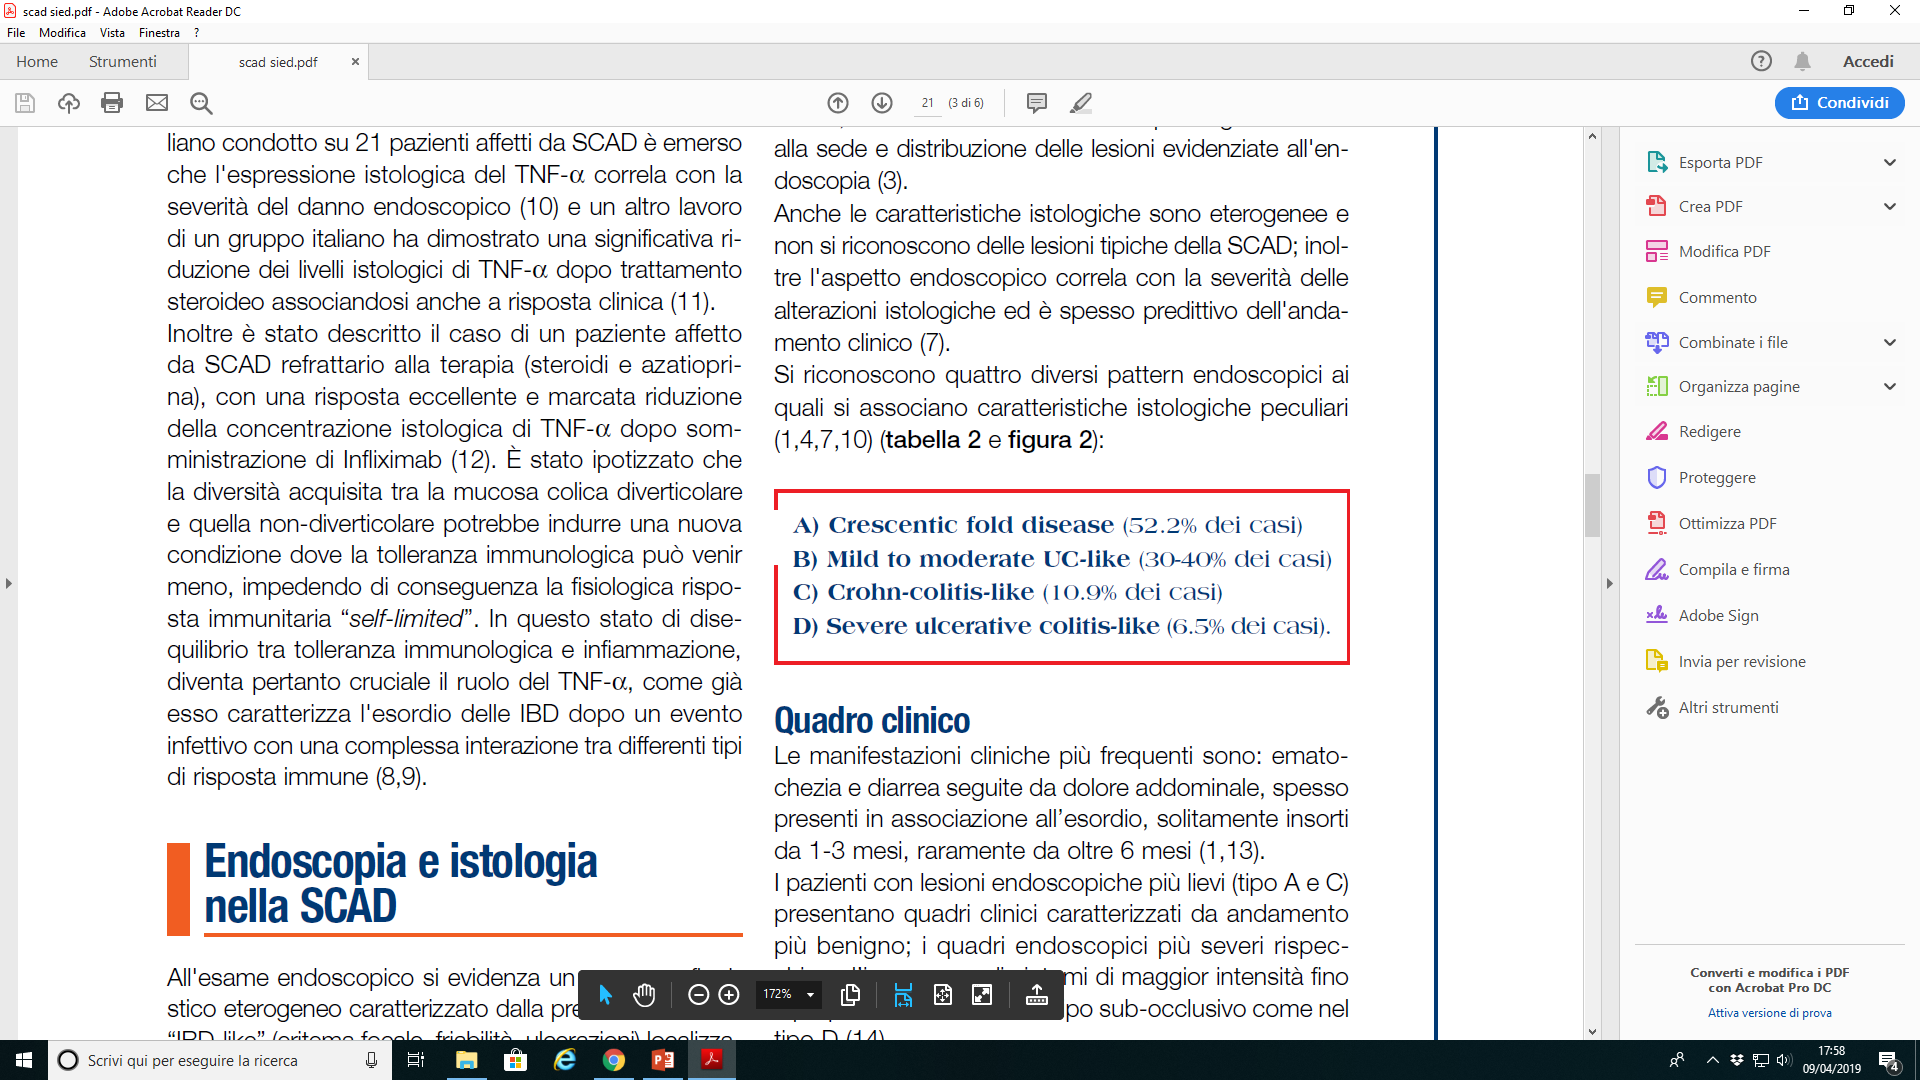 scad sied.pdf - Adobe Acrobat Reader DC
File Modifica Vista Finestra ?
Home Strumenti scad sied.pdf × ? Accedi
21 (3 di 6) Condividi
liano condotto su 21 pazienti affetti da SCAD è emerso
che l'espressione istologica del TNF-α correla con la
severità del danno endoscopico (10) e un altro lavoro
di un gruppo italiano ha dimostrato una significativa ri-
duzione dei livelli istologici di TNF-α dopo trattamento
steroideo associandosi anche a risposta clinica (11).
Inoltre è stato descritto il caso di un paziente affetto
da SCAD refrattario alla terapia (steroidi e azatiopri-
na), con una risposta eccellente e marcata riduzione
della concentrazione istologica di TNF-α dopo som-
ministrazione di Infliximab (12). È stato ipotizzato che
la diversità acquisita tra la mucosa colica diverticolare
e quella non-diverticolare potrebbe indurre una nuova
condizione dove la tolleranza immunologica può venir
meno, impedendo di conseguenza la fisiologica rispo-
sta immunitaria “self-limited”. In questo stato di dise-
quilibrio tra tolleranza immunologica e infiammazione,
diventa pertanto cruciale il ruolo del TNF-α, come già
esso caratterizza l'esordio delle IBD dopo un evento
infettivo con una complessa interazione tra differenti tipi
di risposta immune (8,9).
Endoscopia e istologia
nella SCAD
All'esame endoscopico si evidenza un
stico eterogeneo caratterizzato dalla pre
“IBD-like” (eritema focale, friabilità, ulcerazioni) localizza-
alla sede e distribuzione delle lesioni evidenziate all'en-
doscopia (3).
Anche le caratteristiche istologiche sono eterogenee e
non si riconoscono delle lesioni tipiche della SCAD; inol-
tre l'aspetto endoscopico correla con la severità delle
alterazioni istologiche ed è spesso predittivo dell'anda-
mento clinico (7).
Si riconoscono quattro diversi pattern endoscopici ai
quali si associano caratteristiche istologiche peculiari
(1,4,7,10) (tabella 2 e figura 2):
A) Crescentic fold disease (52.2% dei casi)
B) Mild to moderate UC-like (30-40% dei casi)
C) Crohn-colitis-like (10.9% dei casi)
D) Severe ulcerative colitis-like (6.5% dei casi).
Quadro clinico
Le manifestazioni cliniche più frequenti sono: emato-
chezia e diarrea seguite da dolore addominale, spesso
presenti in associazione all’esordio, solitamente insorti
da 1-3 mesi, raramente da oltre 6 mesi (1,13).
I pazienti con lesioni endoscopiche più lievi (tipo A e C)
presentano quadri clinici caratterizzati da andamento
più benigno; i quadri endoscopici più severi rispec-
mi di maggior intensità fino
po sub-occlusivo come nel
tipo D (14)
172%
Esporta PDF
Crea PDF
Modifica PDF
Commento
Combinate i file
Organizza pagine
Redigere
Proteggere
Ottimizza PDF
Compila e firma
Adobe Sign
Invia per revisione
Altri strumenti
Converti e modifica i PDF
con Acrobat Pro DC
Attiva versione di prova
Scrivi qui per eseguire la ricerca
17:58
09/04/2019
4